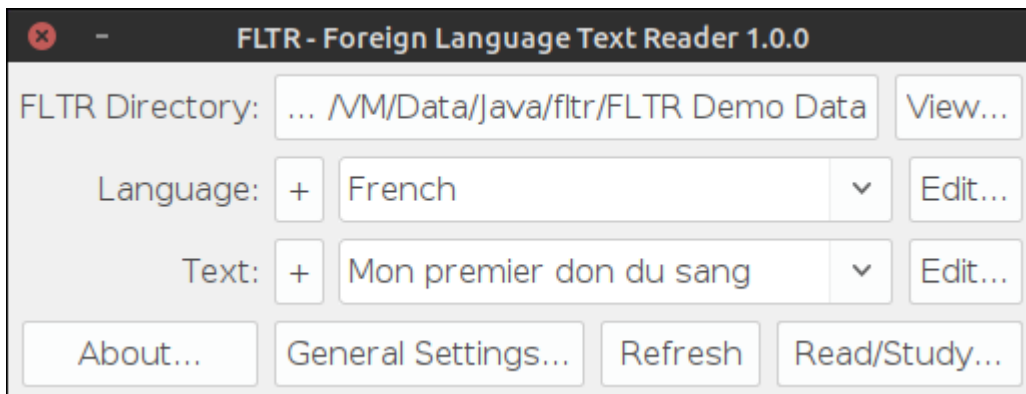 FLTR - Foreign Language Text Reader 1.0.0
FLTR Directory: ... /VM/Data/Java/fltr/FLTR Demo Data View...
Language: + French Edit...
Text: + Mon premier don du sang Edit...
About... General Settings... Refresh Read/Study...